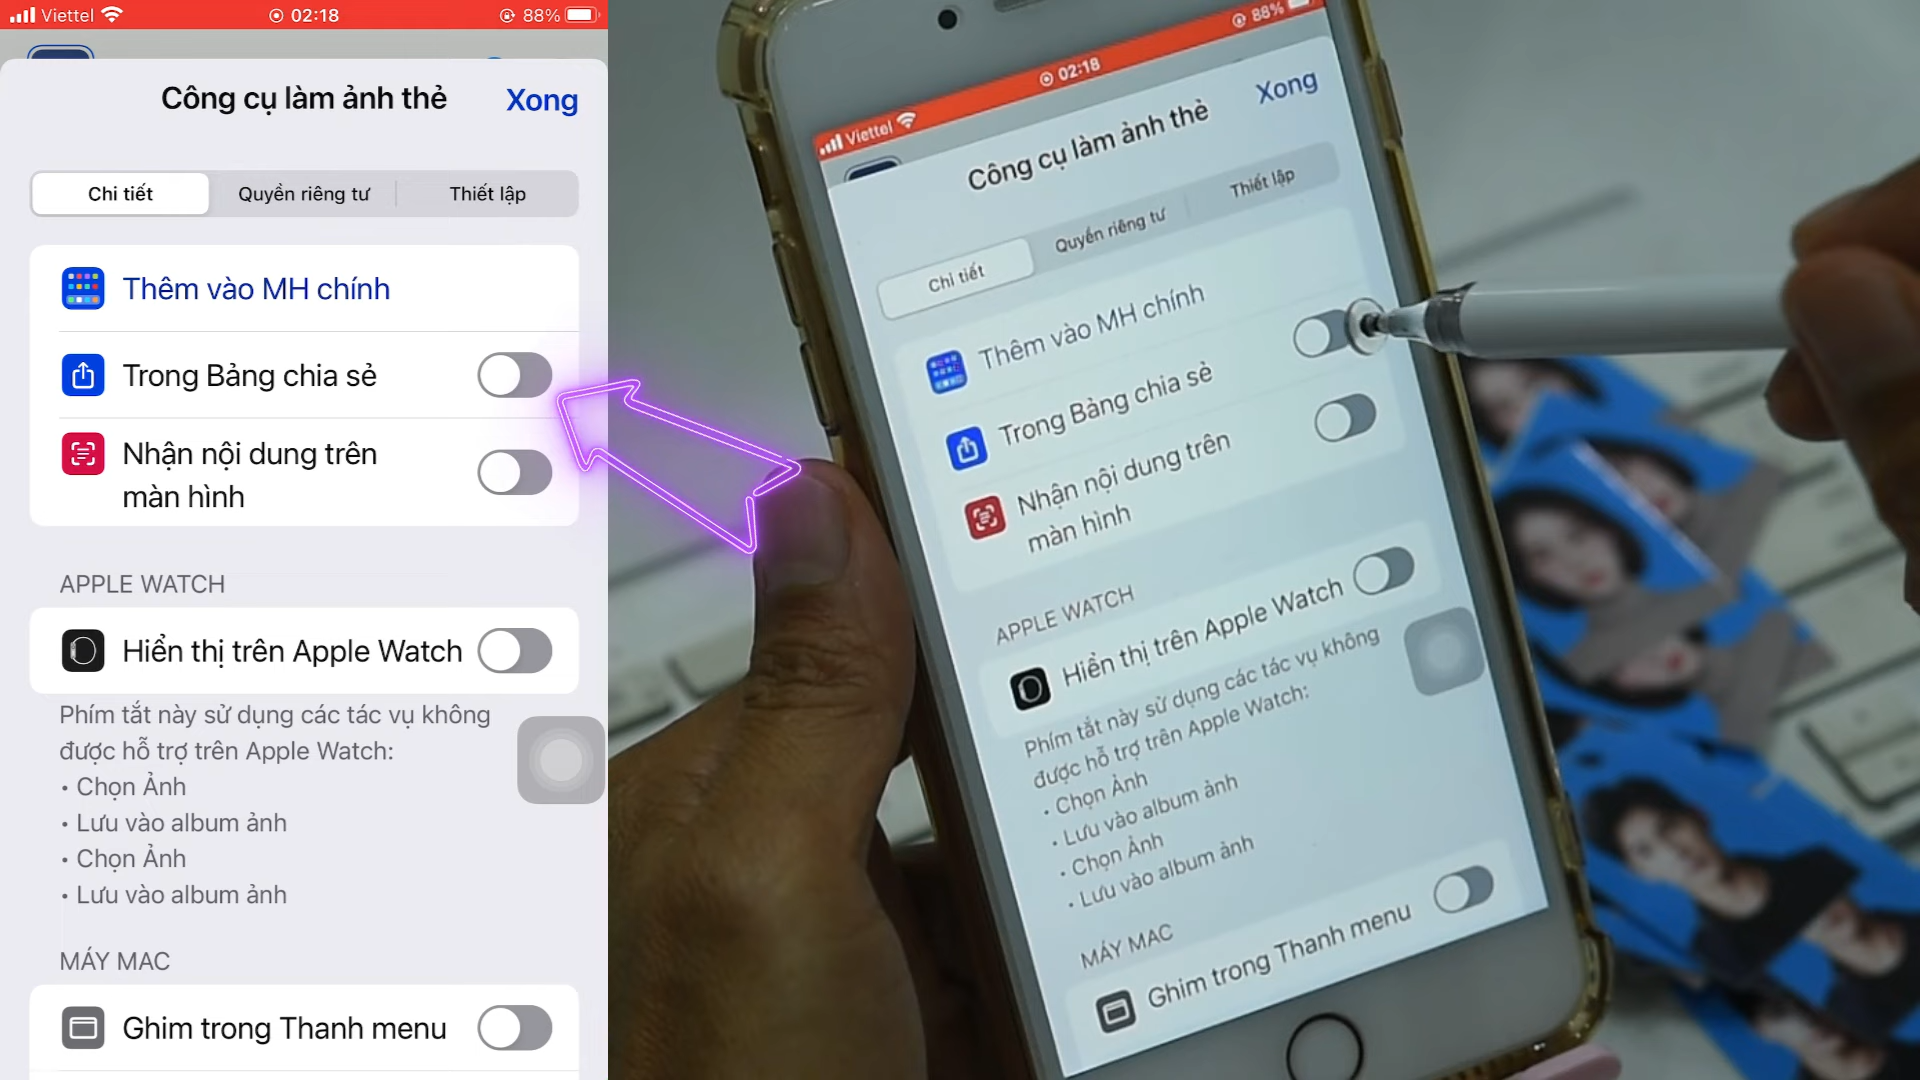 Viettel 02:18 88%
Công cụ làm ảnh thẻ Xong
Chi tiết Quyền riêng tư Thiết lập
Thêm vào MH chính
Trong Bảng chia sẻ
Nhận nội dung trên
màn hình
APPLE WATCH
Hiển thị trên Apple Watch
Phím tắt này sử dụng các tác vụ không
được hỗ trợ trên Apple Watch:
• Chọn Ảnh
• Lưu vào album ảnh
• Chọn Ảnh
• Lưu vào album ảnh
MÁY MAC
Ghim trong Thanh menu
Viettel 02:18 88%
Công cụ làm ảnh thẻ Xong
Chi tiết Quyền riêng tư Thiết lập
Thêm vào MH chính
Trong Bảng chia sẻ
Nhận nội dung trên
màn hình
APPLE WATCH
Hiển thị trên Apple Watch
Phím tắt này sử dụng các tác vụ không
được hỗ trợ trên Apple Watch:
• Chọn Ảnh
• Lưu vào album ảnh
• Chọn Ảnh
• Lưu vào album ảnh
MÁY MAC
Ghim trong Thanh menu